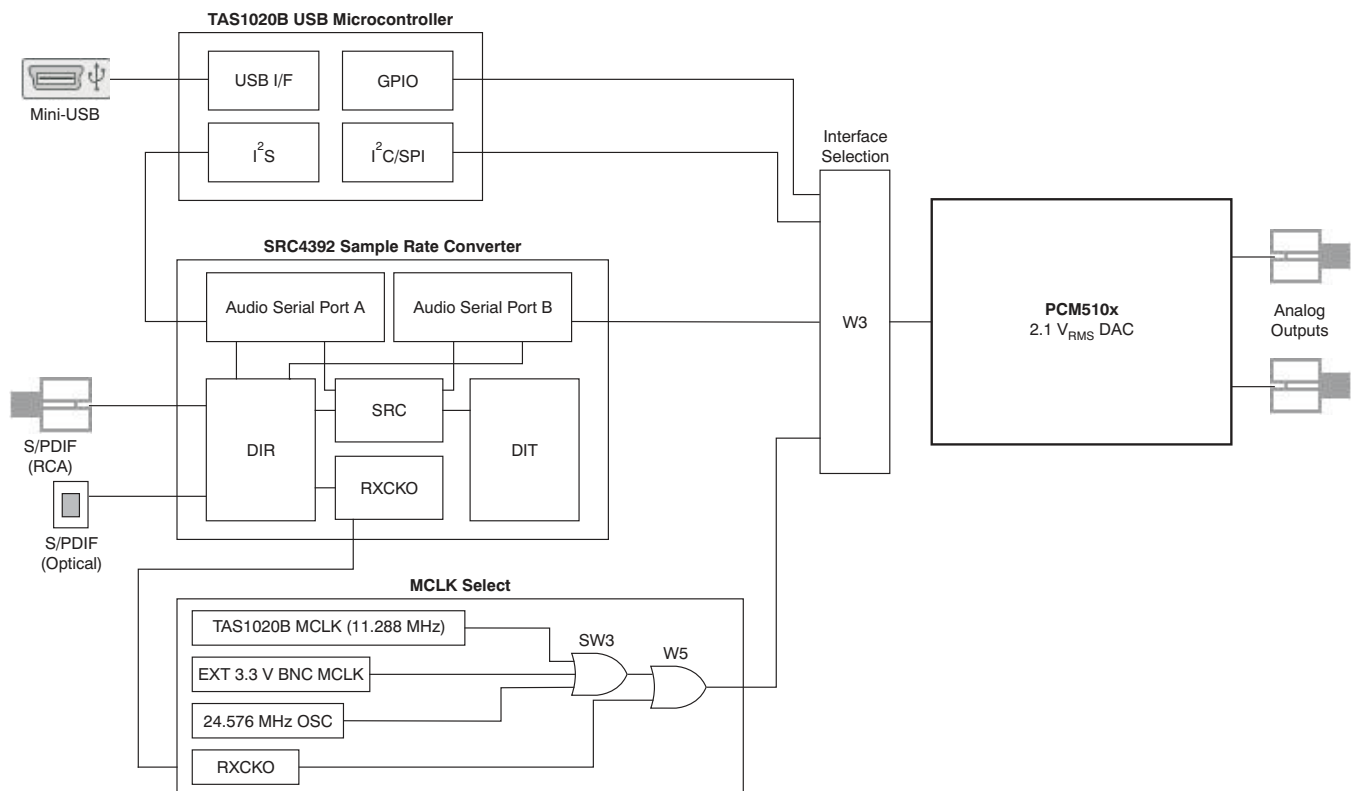 TAS1020B USB Microcontroller
USB I/F
GPIO
Mini-USB
I²S
I²C/SPI
Interface
Selection
SRC4392 Sample Rate Converter
Audio Serial Port A
Audio Serial Port B
W3
PCM510x
2.1 VRMS DAC
Analog
Outputs
DIR
SRC
DIT
RXCKO
S/PDIF
(RCA)
S/PDIF
(Optical)
MCLK Select
TAS1020B MCLK (11.288 MHz)
SW3
W5
EXT 3.3 V BNC MCLK
24.576 MHz OSC
RXCKO